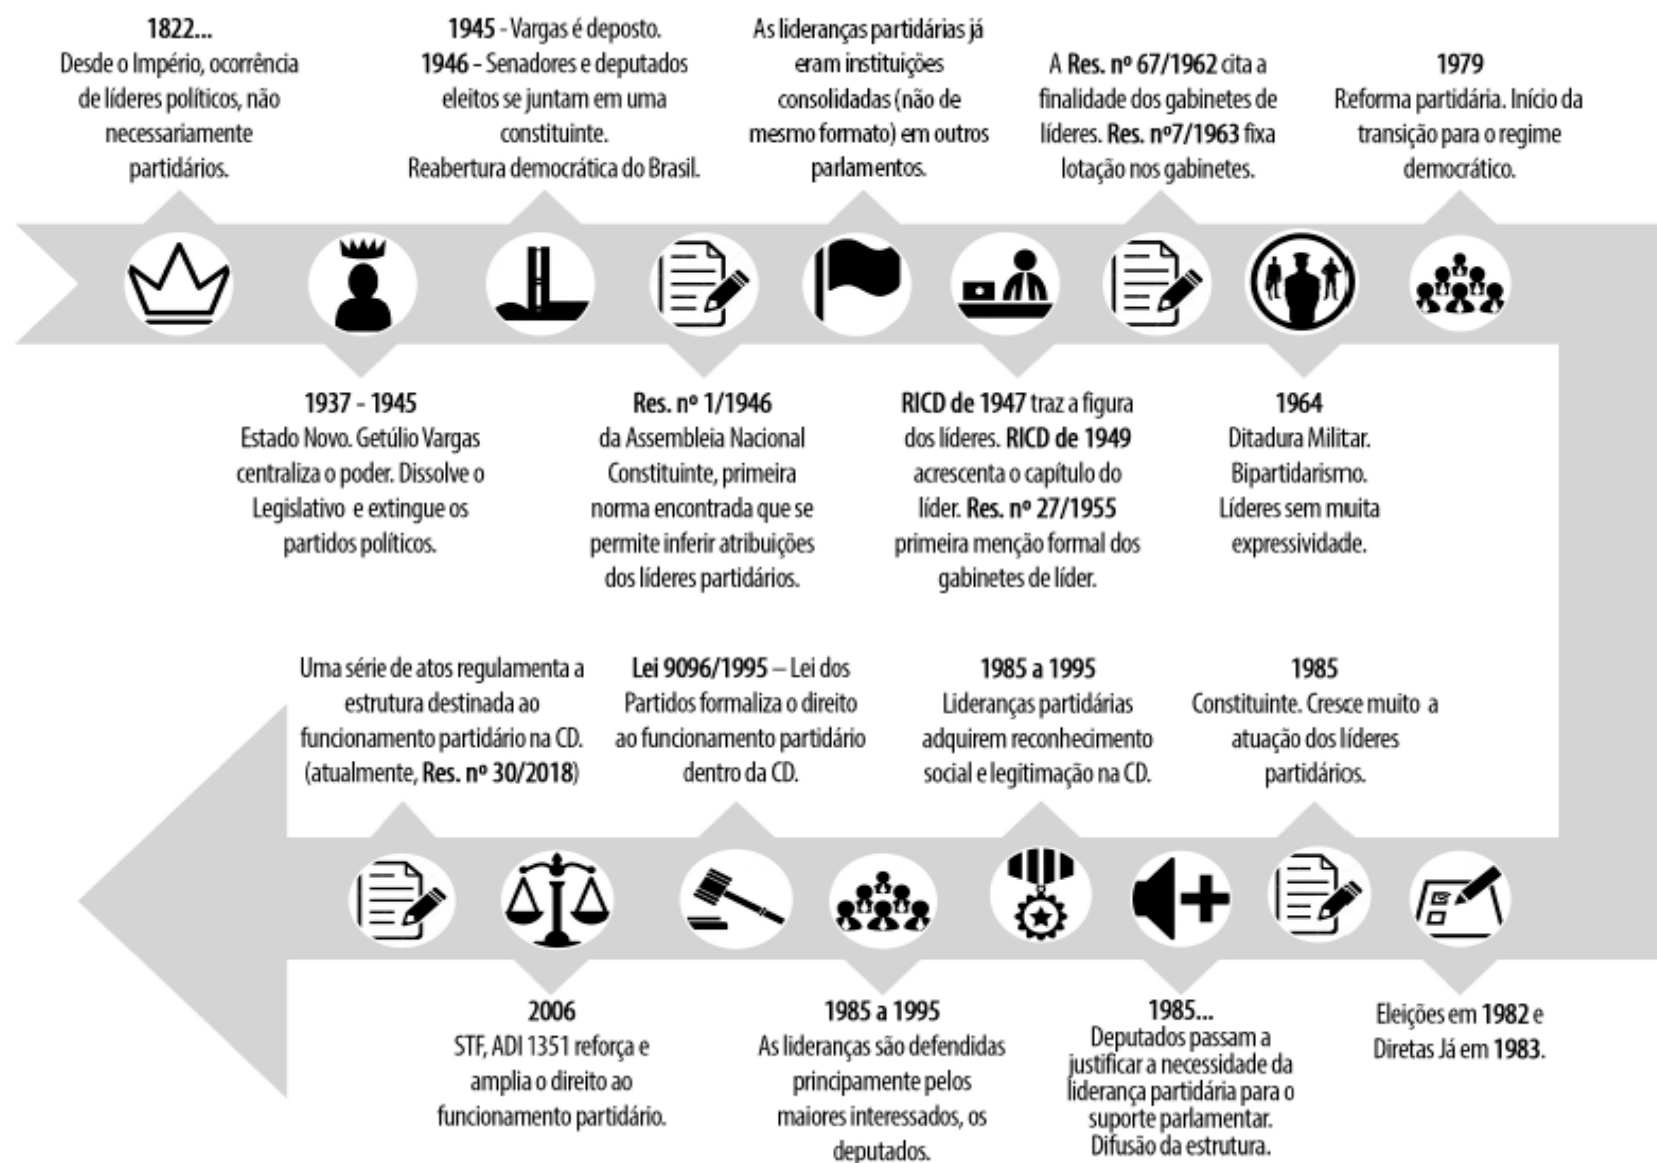 1822...
Desde o Império, ocorrência
de líderes políticos, não
necessariamente
partidários.
1937 - 1945
Estado Novo. Getúlio Vargas
centraliza o poder. Dissolve o
Legislativo e extingue os
partidos políticos.
1945 - Vargas é deposto.
1946 - Senadores e deputados
eleitos se juntam em uma
constituinte.
Reabertura democrática do Brasil.
Res. nº 1/1946
da Assembleia Nacional
Constituinte, primeira
norma encontrada que se
permite inferir atribuições
dos líderes partidários.
As lideranças partidárias já
eram instituições
consolidadas (não de
mesmo formato) em outros
parlamentos.
RICD de 1947 traz a figura
dos líderes. RICD de 1949
acrescenta o capítulo do
líder. Res. nº 27/1955
primeira menção formal dos
gabinetes de líder.
A Res. nº 67/1962 cita a
finalidade dos gabinetes de
líderes. Res. nº7/1963 fixa
lotação nos gabinetes.
1964
Ditadura Militar.
Bipartidarismo.
Líderes sem muita
expressividade.
1979
Reforma partidária. Início da
transição para o regime
democrático.
Eleições em 1982 e
Diretas Já em 1983.
1985
Constituinte. Cresce muito a
atuação dos líderes
partidários.
1985...
Deputados passam a
justificar a necessidade da
liderança partidária para o
suporte parlamentar.
Difusão da estrutura.
1985 a 1995
Lideranças partidárias
adquirem reconhecimento
social e legitimação na CD.
1985 a 1995
As lideranças são defendidas
principalmente pelos
maiores interessados, os
deputados.
Lei 9096/1995 – Lei dos
Partidos formaliza o direito
ao funcionamento partidário
dentro da CD.
2006
STF, ADI 1351 reforça e
amplia o direito ao
funcionamento partidário.
Uma série de atos regulamenta a
estrutura destinada ao
funcionamento partidário na CD.
(atualmente, Res. nº 30/2018)